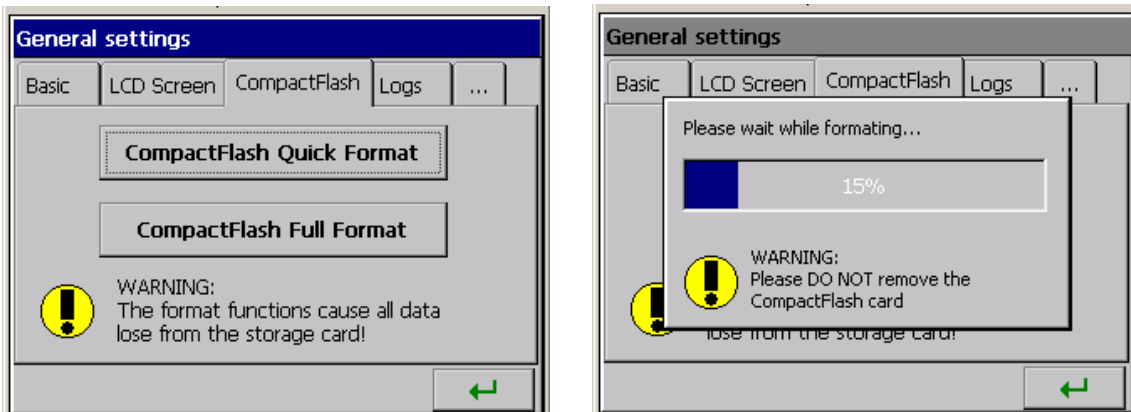 General settings
Basic LCD Screen CompactFlash Logs ...
CompactFlash Quick Format
CompactFlash Full Format
WARNING:
The format functions cause all data
lose from the storage card!
General settings
Basic LCD Screen CompactFlash Logs ...
Please wait while formating...
15%
WARNING:
Please DO NOT remove the
CompactFlash card
lose from the storage card!